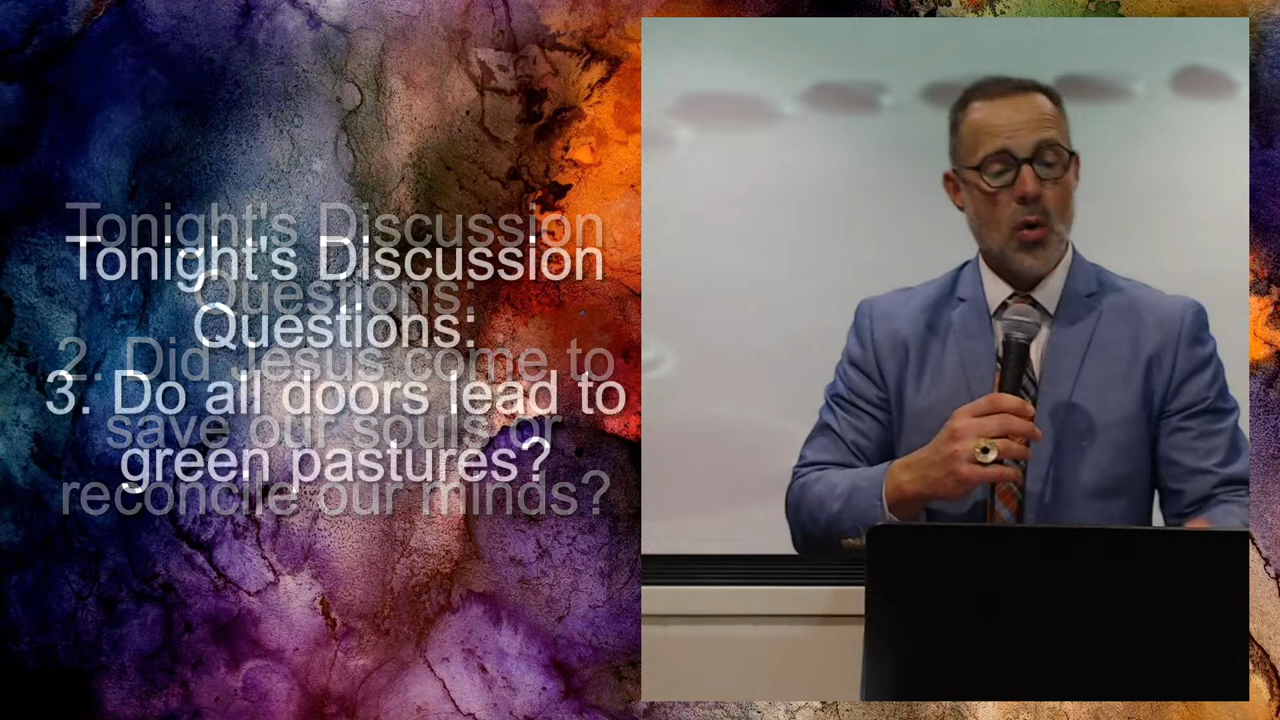 Tonight's Discussion
Questions:
2. Did Jesus come to
save our souls or
reconcile our minds?
Tonight's Discussion
Questions:
3. Do all doors lead to
green pastures?